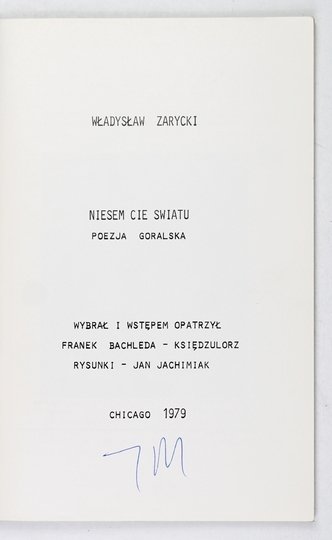 WŁADYSŁAW ZARYCKI
NIESEM CIE SWIATU
POEZJA GORALSKA
WYBRAŁ I WSTĘPEM OPATRZYŁ
FRANEK BACHLEDA - KSIĘDZULORZ
RYSUNKI - JAN JACHIMIAK
CHICAGO 1979